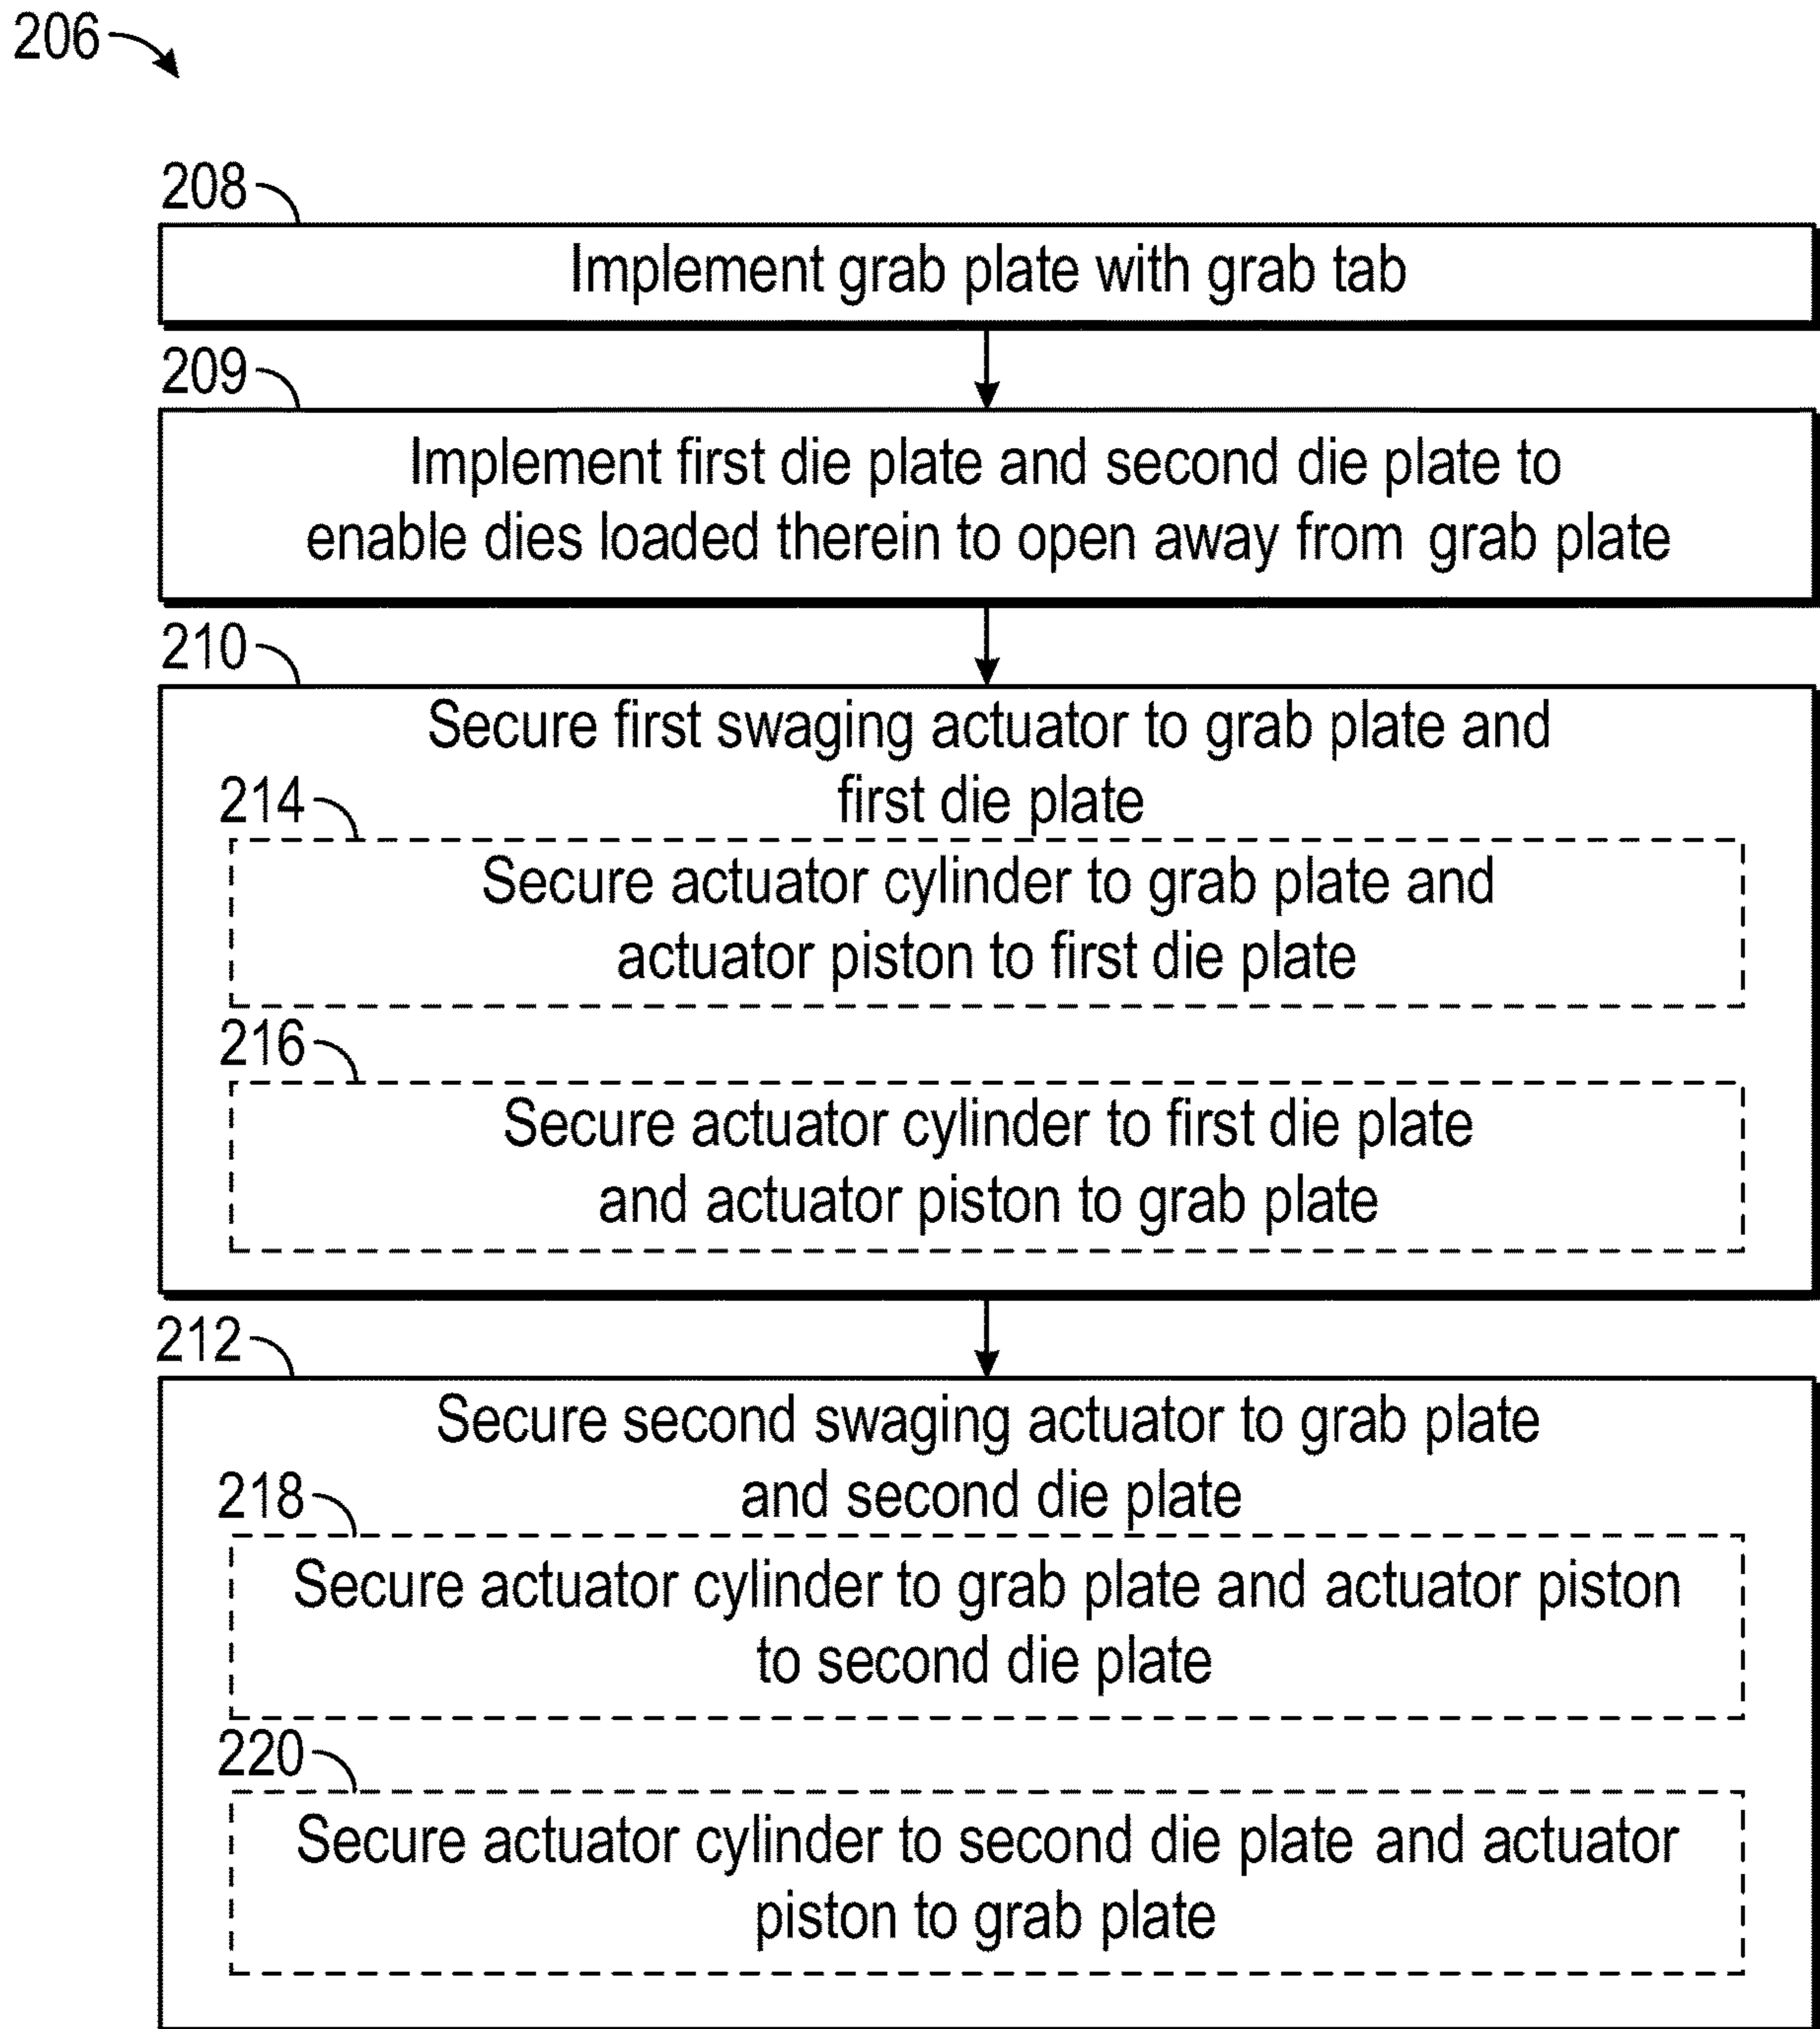 206
208
Implement grab plate with grab tab
209
Implement first die plate and second die plate to
enable dies loaded therein to open away from grab plate
210
Secure first swaging actuator to grab plate and
first die plate
214
Secure actuator cylinder to grab plate and
actuator piston to first die plate
216
Secure actuator cylinder to first die plate
and actuator piston to grab plate
212
Secure second swaging actuator to grab plate
and second die plate
218
Secure actuator cylinder to grab plate and actuator piston
to second die plate
220
Secure actuator cylinder to second die plate and actuator
piston to grab plate